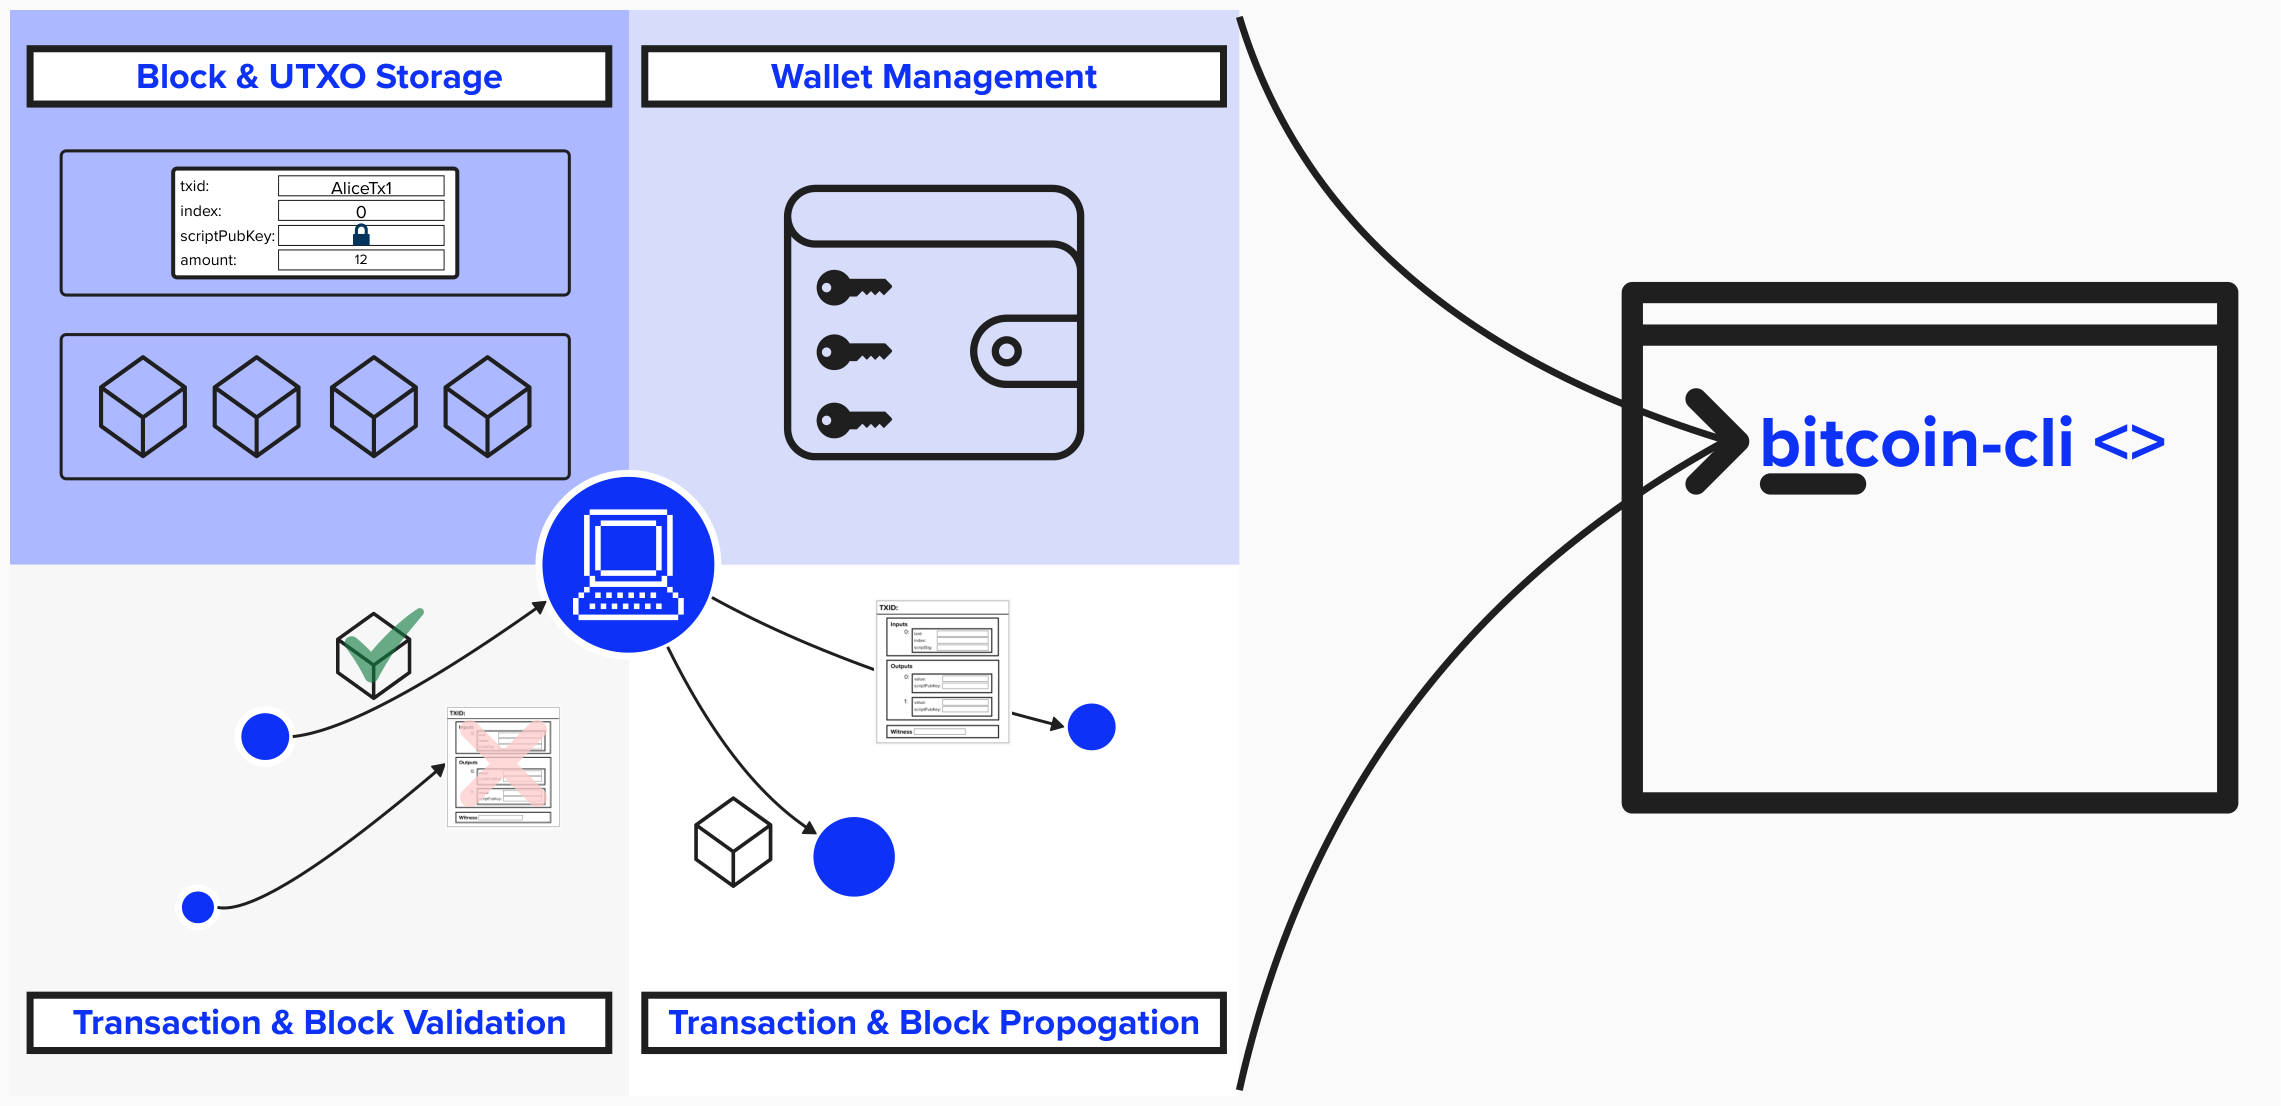 Block & UTXO Storage
Wallet Management
txid: AliceTx1
index: 0
scriptPubKey:
amount: 12
bitcoin-cli <>
TXID:
Inputs
0:
txid:
index:
scriptSig:
Outputs
0:
value:
scriptPubKey:
1:
value:
scriptPubKey:
Witness
TXID:
Inputs
Outputs
0:
scriptPubKey:
Witness
Transaction & Block Validation
Transaction & Block Propogation